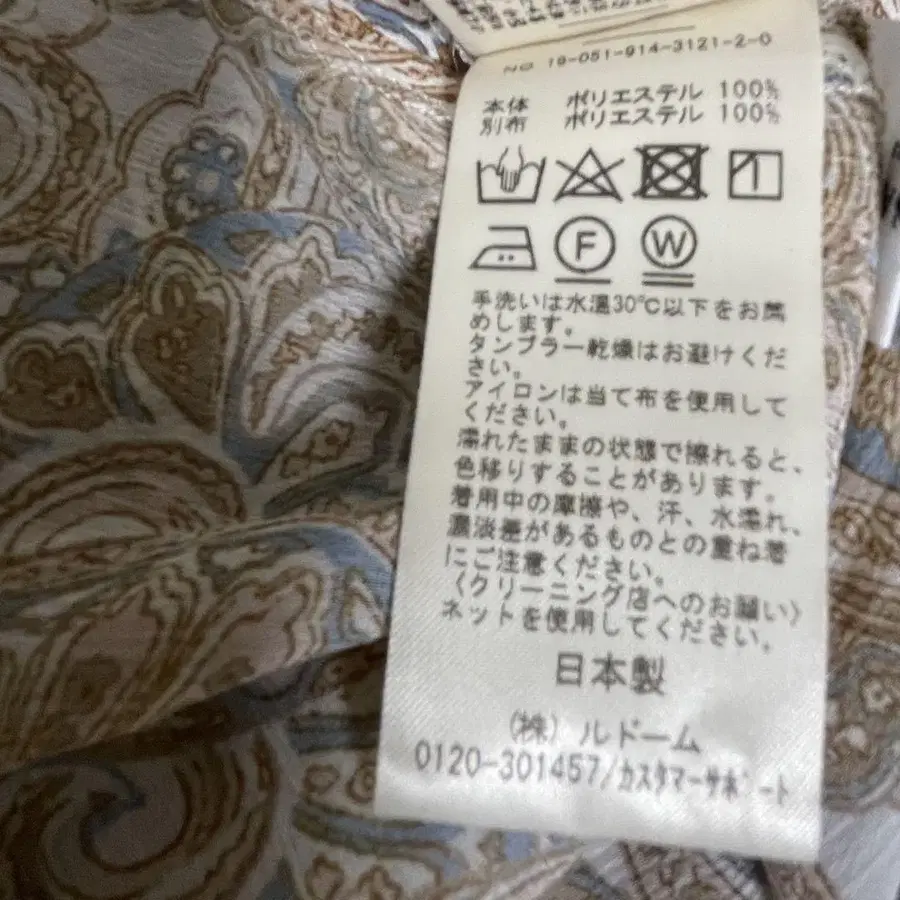 NO 19-051-914-3121-2-0
本体 ポリエステル 100%
別布 ポリエステル 100%
F W
手洗いは水温30℃以下をお薦
めします。
タンブラー乾燥はお避けくだ
さい。
アイロンは当て布を使用して
ください。
濡れたままの状態で擦れると、
色移りすることがあります。
着用中の摩擦や、汗、水濡れ、
濃淡差があるものとの重ね着
にご注意ください。
〈クリーニング店へのお願い〉
ネットを使用してください。
日本製
(株) ルドーム
0120-301457/カスタマーサポート